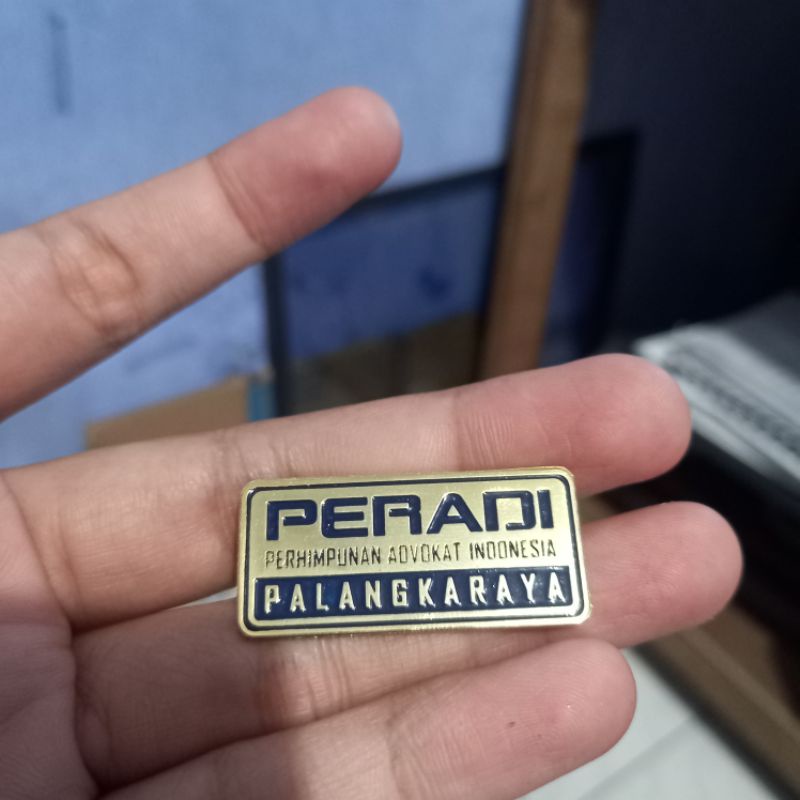 PERADI
PERHIMPUNAN ADVOKAT INDONESIA
PALANGKARAYA